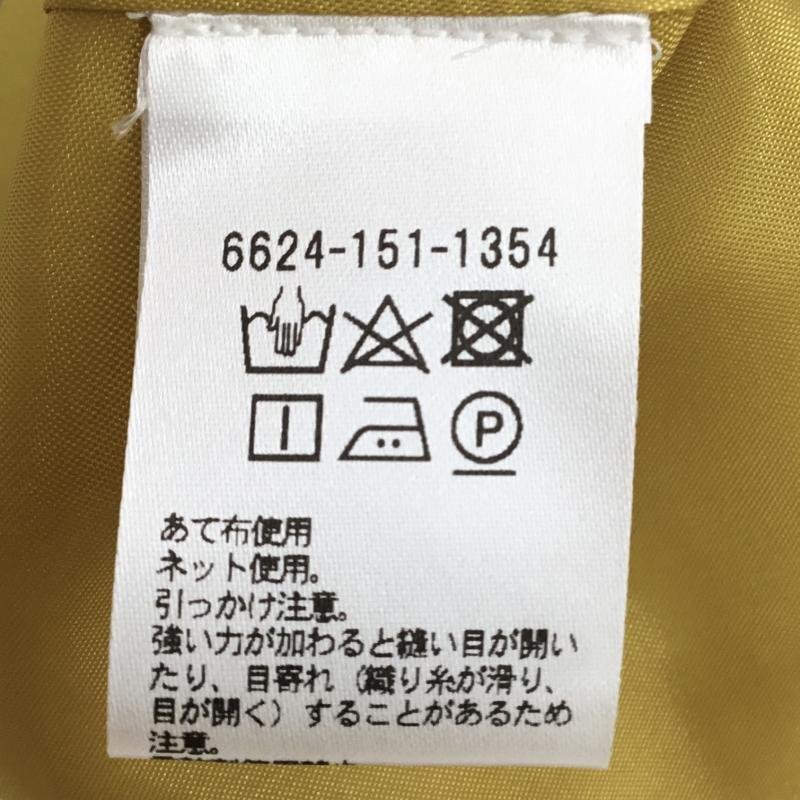 6624-151-1354
P
あて布使用
ネット使用。
引っかけ注意。
強い力が加わると縫い目が開い
たり、目寄れ（織り糸が滑り、
目が開く）することがあるため
注意。